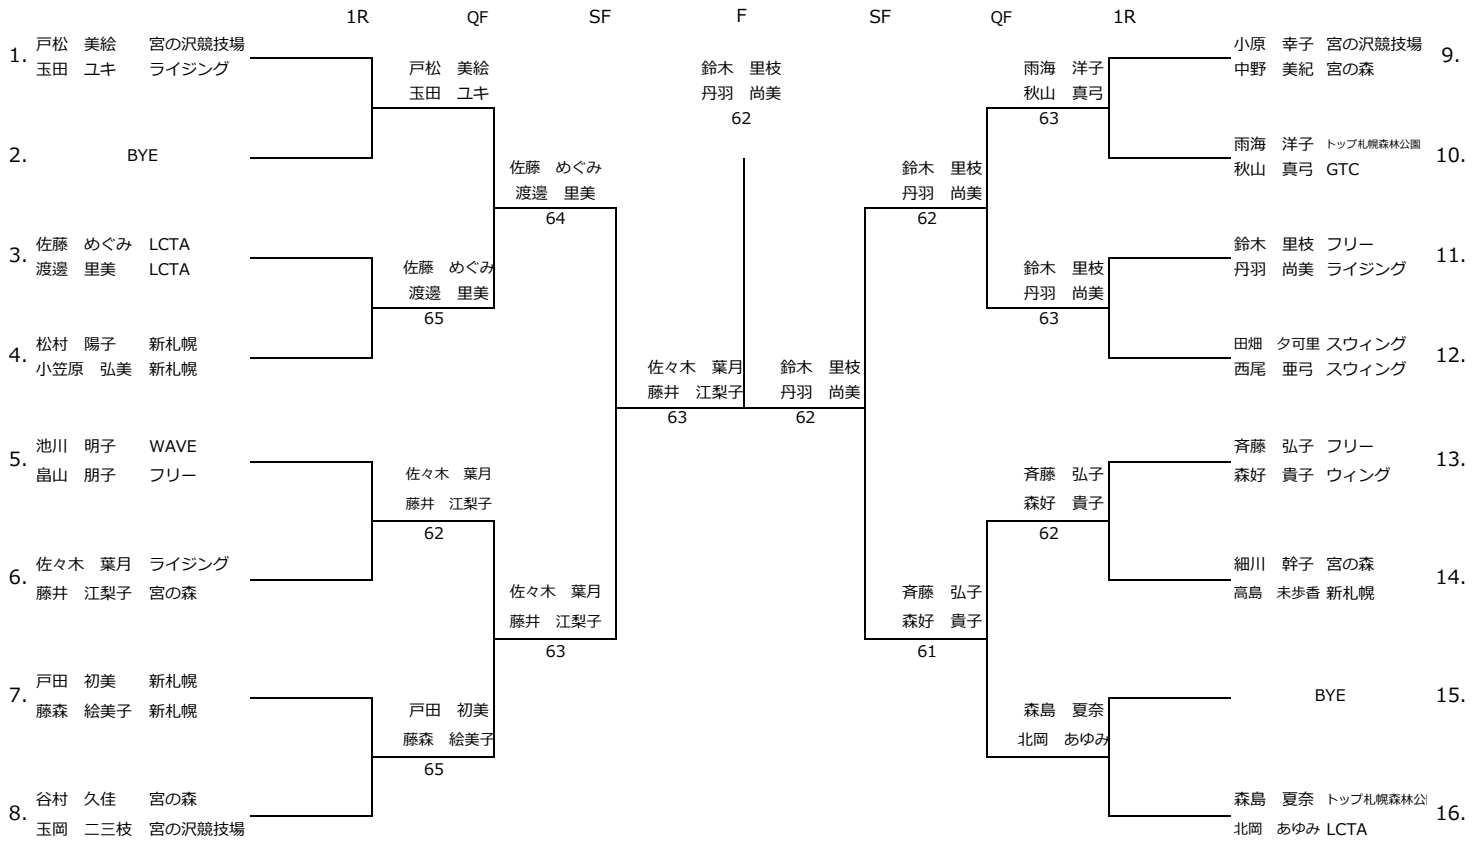 1R QF SF F SF QF 1R
1. 戸松　美絵 宮の沢競技場
玉田　ユキ ライジング
2. BYE
3. 佐藤　めぐみ LCTA
渡邊　里美 LCTA
4. 松村　陽子 新札幌
小笠原　弘美 新札幌
5. 池川　明子 WAVE
畠山　朋子 フリー
6. 佐々木　葉月 ライジング
藤井　江梨子 宮の森
7. 戸田　初美 新札幌
藤森　絵美子 新札幌
8. 谷村　久佳 宮の森
玉岡　二三枝 宮の沢競技場
戸松　美絵
玉田　ユキ
佐藤　めぐみ
渡邊　里美
65
佐々木　葉月
藤井　江梨子
62
戸田　初美
藤森　絵美子
65
佐藤　めぐみ
渡邊　里美
64
佐々木　葉月
藤井　江梨子
63
佐々木　葉月
藤井　江梨子
63
鈴木　里枝
丹羽　尚美
62
鈴木　里枝
丹羽　尚美
62
鈴木　里枝
丹羽　尚美
62
斉藤　弘子
森好　貴子
61
雨海　洋子
秋山　真弓
63
鈴木　里枝
丹羽　尚美
63
斉藤　弘子
森好　貴子
62
森島　夏奈
北岡　あゆみ
小原　幸子 宮の沢競技場 9.
中野　美紀 宮の森
雨海　洋子 トップ札幌森林公園 10.
秋山　真弓 GTC
鈴木　里枝 フリー 11.
丹羽　尚美 ライジング
田畑　夕可里 スウィング 12.
西尾　亜弓 スウィング
斉藤　弘子 フリー 13.
森好　貴子 ウィング
細川　幹子 宮の森 14.
高島　未歩香 新札幌
BYE 15.
森島　夏奈 トップ札幌森林公 16.
北岡　あゆみ LCTA